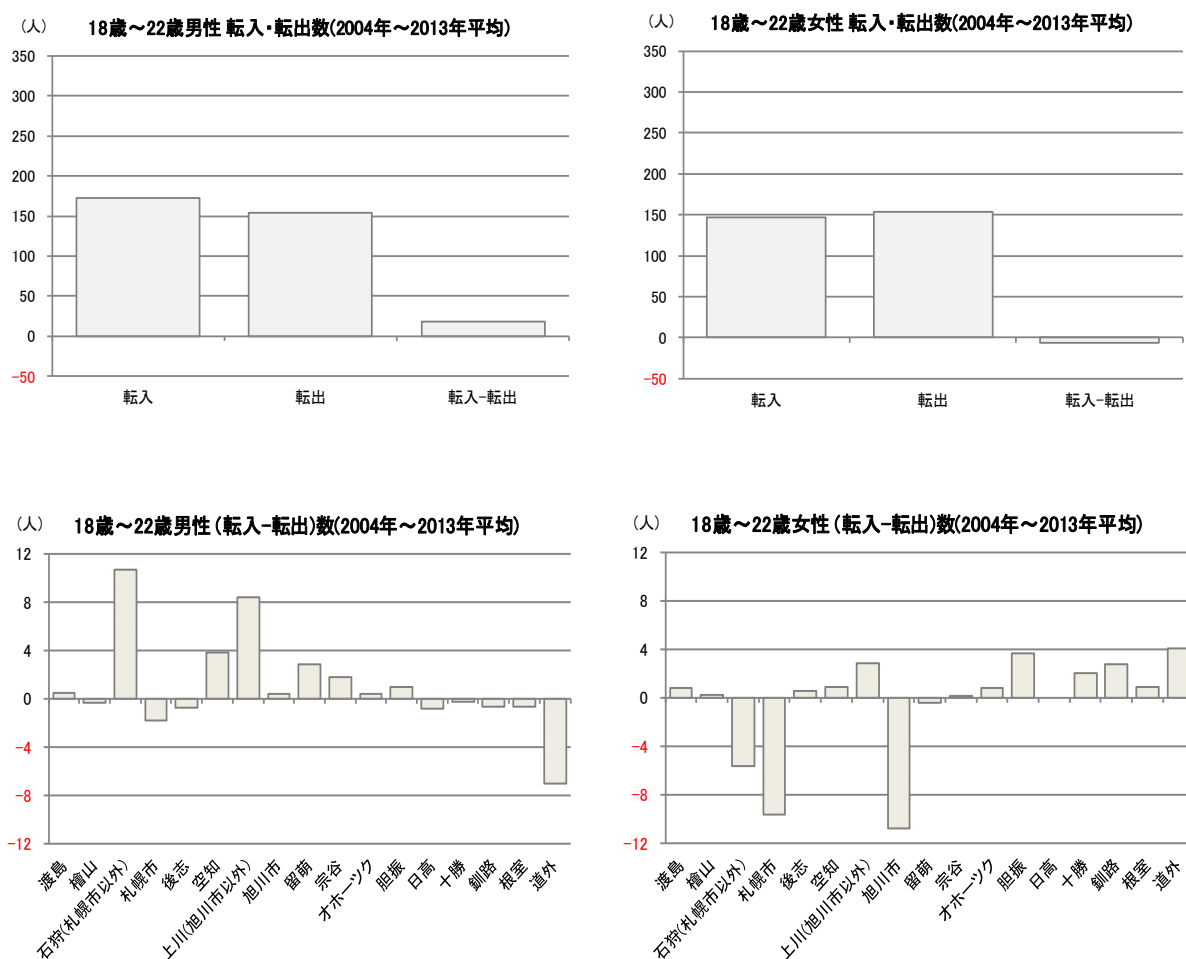 (人) 18歳～22歳男性 転入・転出数(2004年～2013年平均)
350
300
250
200
150
100
50
0
-50
転入 転出 転入-転出
(人) 18歳～22歳女性 転入・転出数(2004年～2013年平均)
350
300
250
200
150
100
50
0
-50
転入 転出 転入-転出
(人) 18歳～22歳男性 (転入-転出)数(2004年～2013年平均)
12
8
4
0
-4
-8
-12
渡島
檜山
石狩(札幌市以外)
札幌市
後志
空知
上川(旭川市以外)
旭川市
留萌
宗谷
オホーツク
胆振
日高
十勝
釧路
根室
道外
(人) 18歳～22歳女性 (転入-転出)数(2004年～2013年平均)
12
8
4
0
-4
-8
-12
渡島
檜山
石狩(札幌市以外)
札幌市
後志
空知
上川(旭川市以外)
旭川市
留萌
宗谷
オホーツク
胆振
日高
十勝
釧路
根室
道外